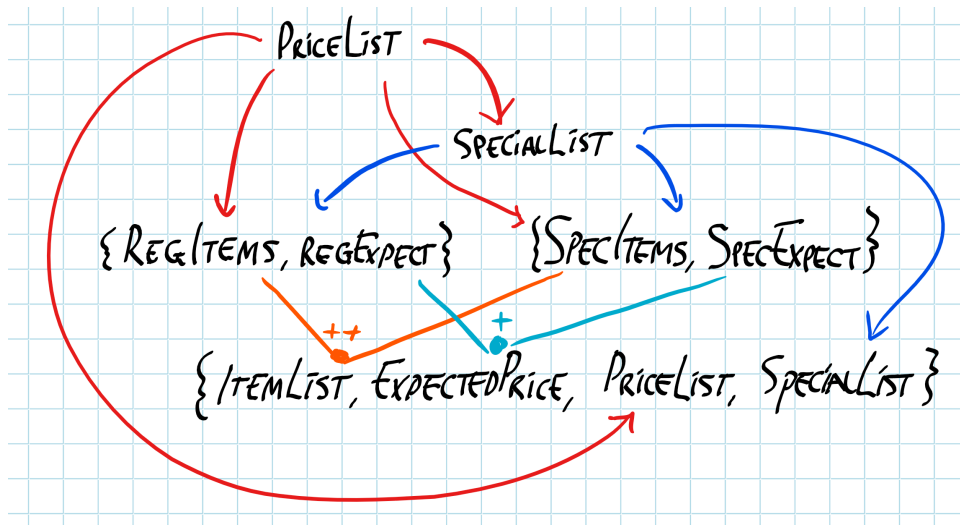 PRICELIST
SPECIALLIST
{REGITEMS, REGEXPECT} {SPECITEMS, SPECEXPECT}
++ +
{ITEMLIST, EXPECTEDPRICE, PRICELIST, SPECIALLIST}